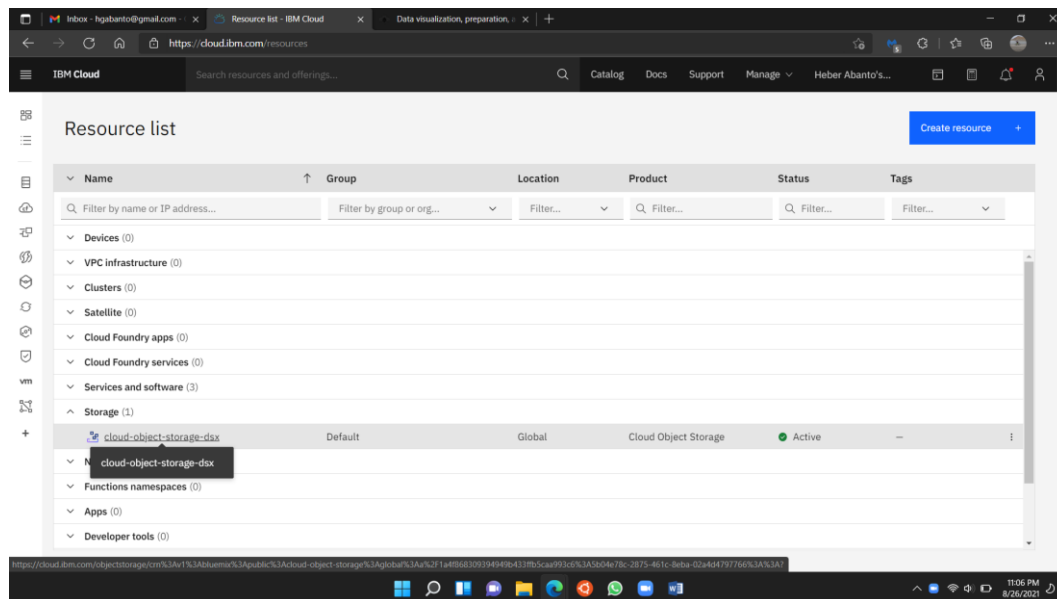 Inbox - hgabanto@gmail.com -
Resource list - IBM Cloud
Data visualization, preparation,
https://cloud.ibm.com/resources
IBM Cloud
Search resources and offerings...
Catalog
Docs
Support
Manage
Heber Abanto's...
Resource list
Create resource +
Name
Group
Location
Product
Status
Tags
Filter by name or IP address...
Filter by group or org...
Filter...
Filter...
Filter...
Filter...
Devices (0)
VPC infrastructure (0)
Clusters (0)
Satellite (0)
Cloud Foundry apps (0)
Cloud Foundry services (0)
vm
Services and software (3)
Storage (1)
cloud-object-storage-dsx
Default
Global
Cloud Object Storage
Active
—
N
cloud-object-storage-dsx
Functions namespaces (0)
Apps (0)
Developer tools (0)
11:06 PM
8/26/2021